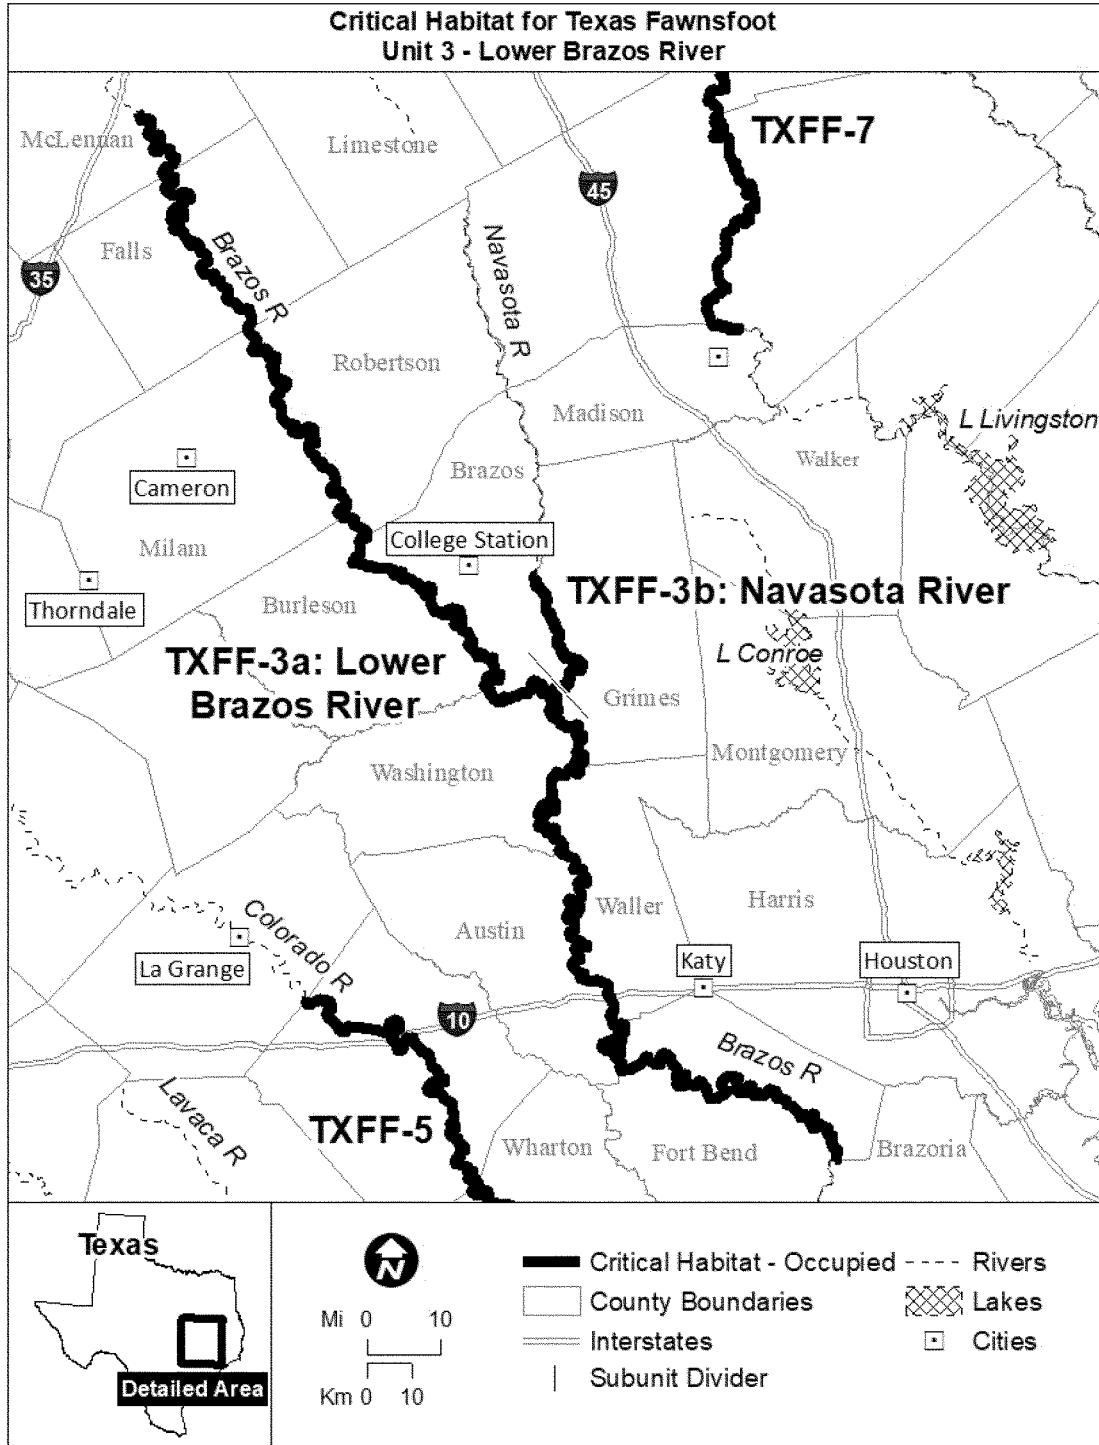 Critical Habitat for Texas Fawnsfoot
Unit 3 - Lower Brazos River
TXFF-7
McLennan
Limestone
45
Falls
Brazos R
Navasota R
35
Robertson
Madison
L Livingston
Brazos
Walker
Cameron
College Station
Milam
Thorndale
Burleson
TXFF-3b: Navasota River
TXFF-3a: Lower
Brazos River
L Conroe
Grimes
Montgomery
Washington
Waller
Harris
Austin
Colorado R
La Grange
Katy
Houston
10
Brazos R
Lavaca R
TXFF-5
Wharton
Fort Bend
Brazoria
Texas
Detailed Area
N
Mi 0 10
Km 0 10
Critical Habitat - Occupied
County Boundaries
Interstates
Subunit Divider
Rivers
Lakes
Cities